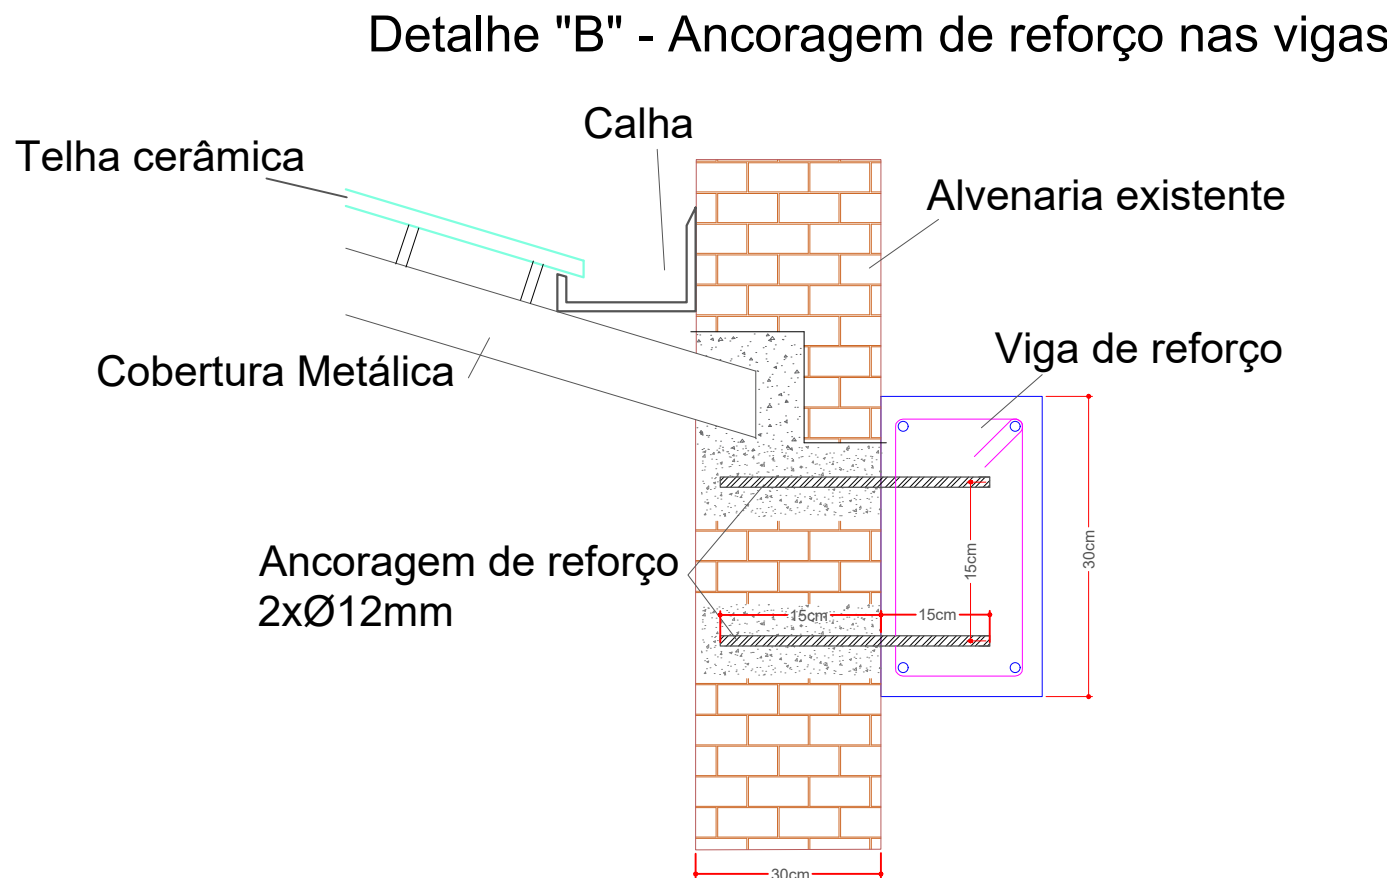 Detalhe "B" - Ancoragem de reforço nas vigas
Calha
Telha cerâmica
Alvenaria existente
Viga de reforço
Cobertura Metálica
Ancoragem de reforço
2xØ12mm
15cm
30cm
15cm
15cm
30cm